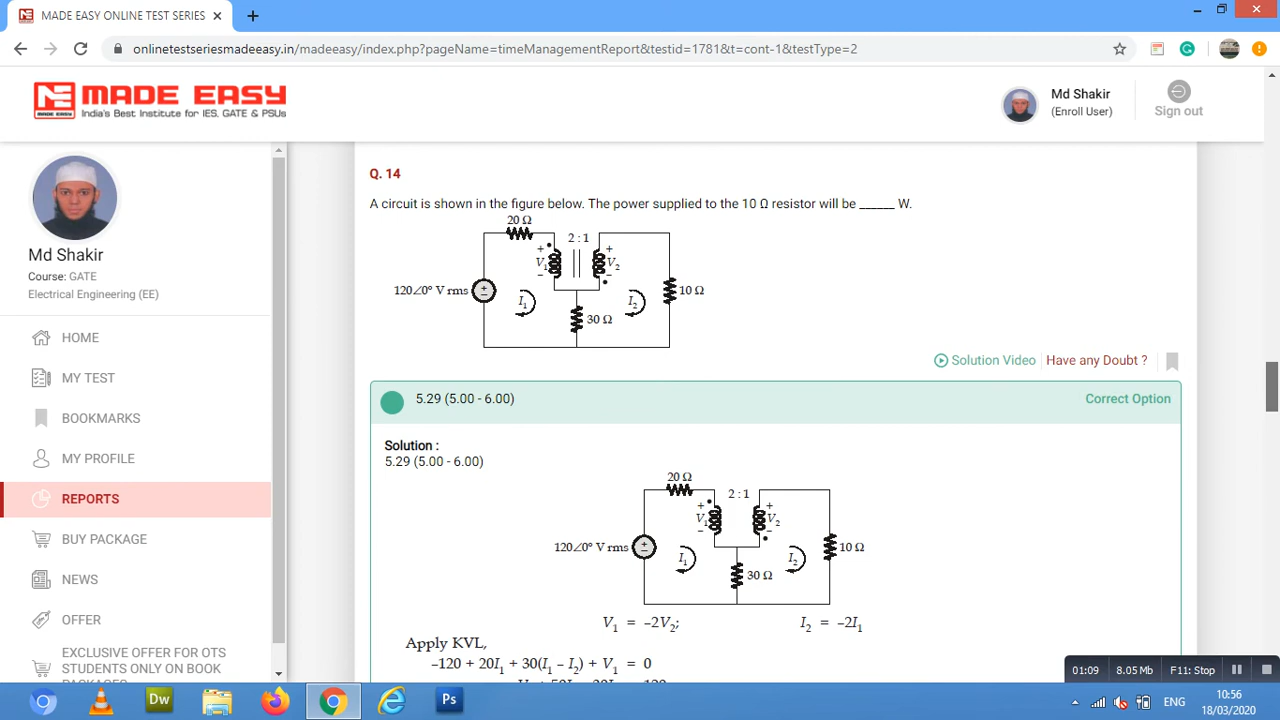 MADE EASY ONLINE TEST SERIES
onlinetestseriesmadeeasy.in/madeeasy/index.php?pageName=timeManagementReport&testid=1781&t=cont-1&testType=2
MADE EASY
India's Best Institute for IES, GATE & PSUs
Md Shakir
(Enroll User)
Sign out
Md Shakir
Course: GATE
Electrical Engineering (EE)
HOME
MY TEST
BOOKMARKS
MY PROFILE
REPORTS
BUY PACKAGE
NEWS
OFFER
EXCLUSIVE OFFER FOR OTS
STUDENTS ONLY ON BOOK
PACKAGES
Q. 14
A circuit is shown in the figure below. The power supplied to the 10 Ω resistor will be ______ W.
20 Ω
2 : 1
+ +
V1 V2
− −
120∠0° V rms
I1 I2
10 Ω
30 Ω
Solution Video Have any Doubt ?
5.29 (5.00 - 6.00) Correct Option
Solution :
5.29 (5.00 - 6.00)
20 Ω
2 : 1
+ +
V1 V2
− −
120∠0° V rms
I1 I2
10 Ω
30 Ω
V1 = –2V2; I2 = –2I1
Apply KVL,
–120 + 20I1 + 30(I1 – I2) + V1 = 0
01:09 8.05 Mb F11: Stop
Dw
Ps
ENG
10:56
18/03/2020